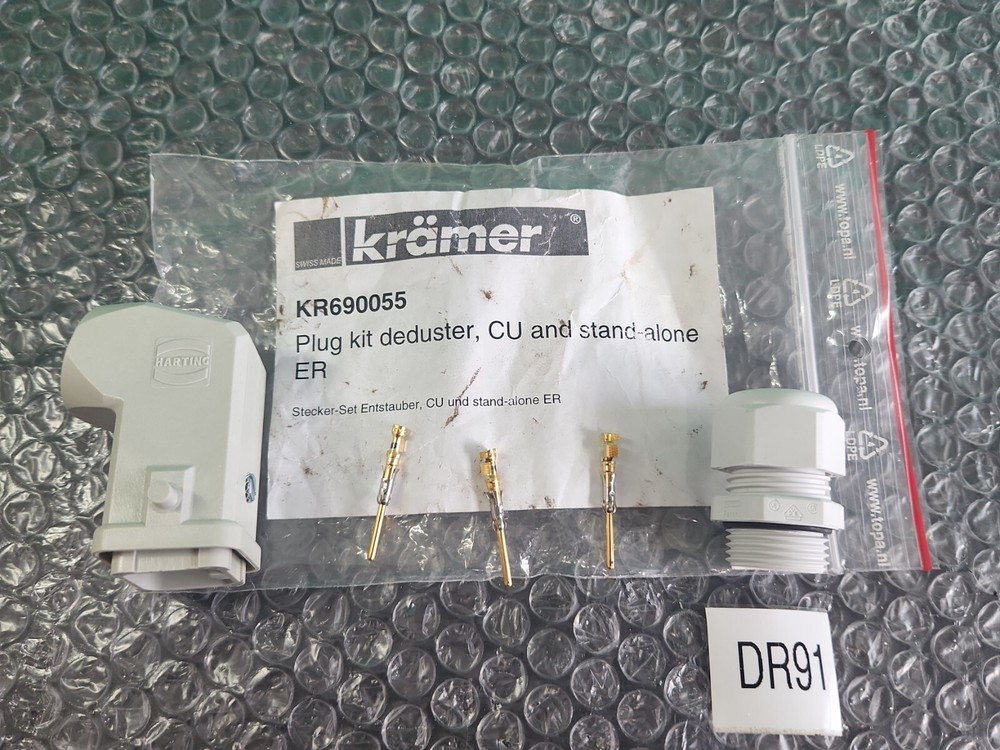 SWISS MADE
krämer®
KR690055
Plug kit deduster, CU and stand-alone
ER
Stecker-Set Entstauber, CU und stand-alone ER
HARTING
LDPE
www.topa.nl
LDPE
www.topa.nl
LDPE
www.topa.nl
DR91